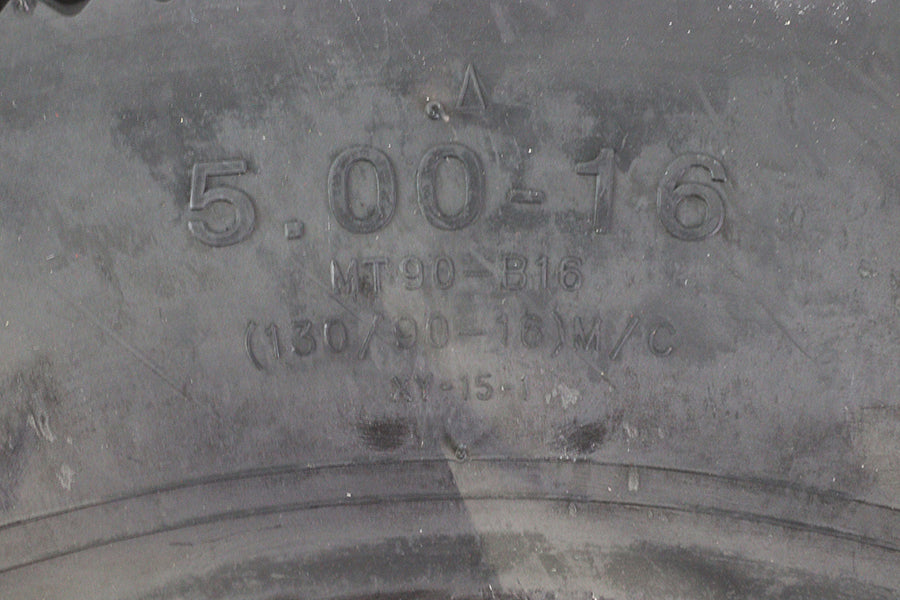 Δ
5.00-16
MT90-B16
(130/90-16)M/C
XY-15-1